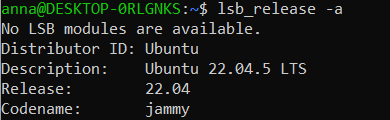 anna@DESKTOP-0RLGNKS:~$ lsb_release -a
No LSB modules are available.
Distributor ID: Ubuntu
Description:    Ubuntu 22.04.5 LTS
Release:        22.04
Codename:       jammy